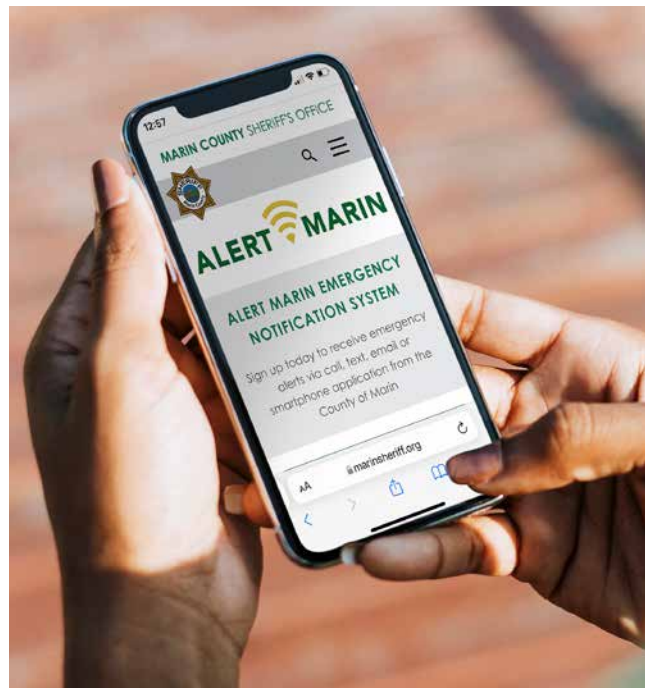 12:57
MARIN COUNTY SHERIFF'S OFFICE
ALERT MARIN
ALERT MARIN EMERGENCY
NOTIFICATION SYSTEM
Sign up today to receive emergency
alerts via call, text, email or
smartphone application from the
County of Marin
AA marinsheriff.org